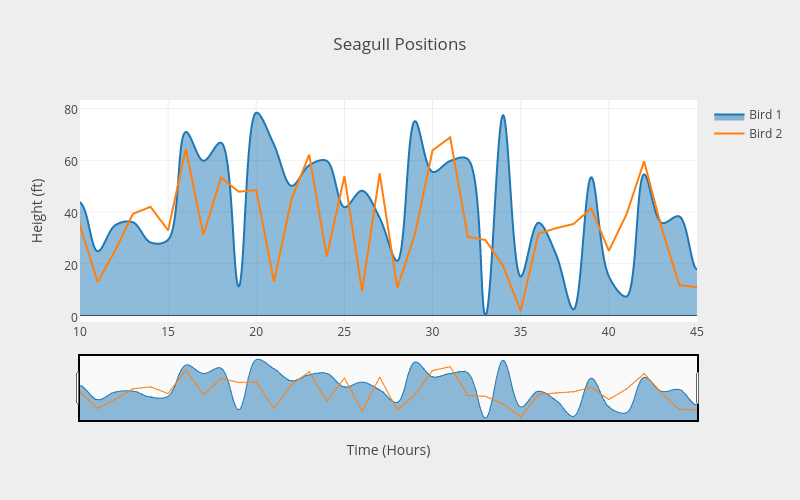 Seagull Positions
Bird 1
Bird 2
Height (ft)
80
60
40
20
0
10 15 20 25 30 35 40 45
Time (Hours)